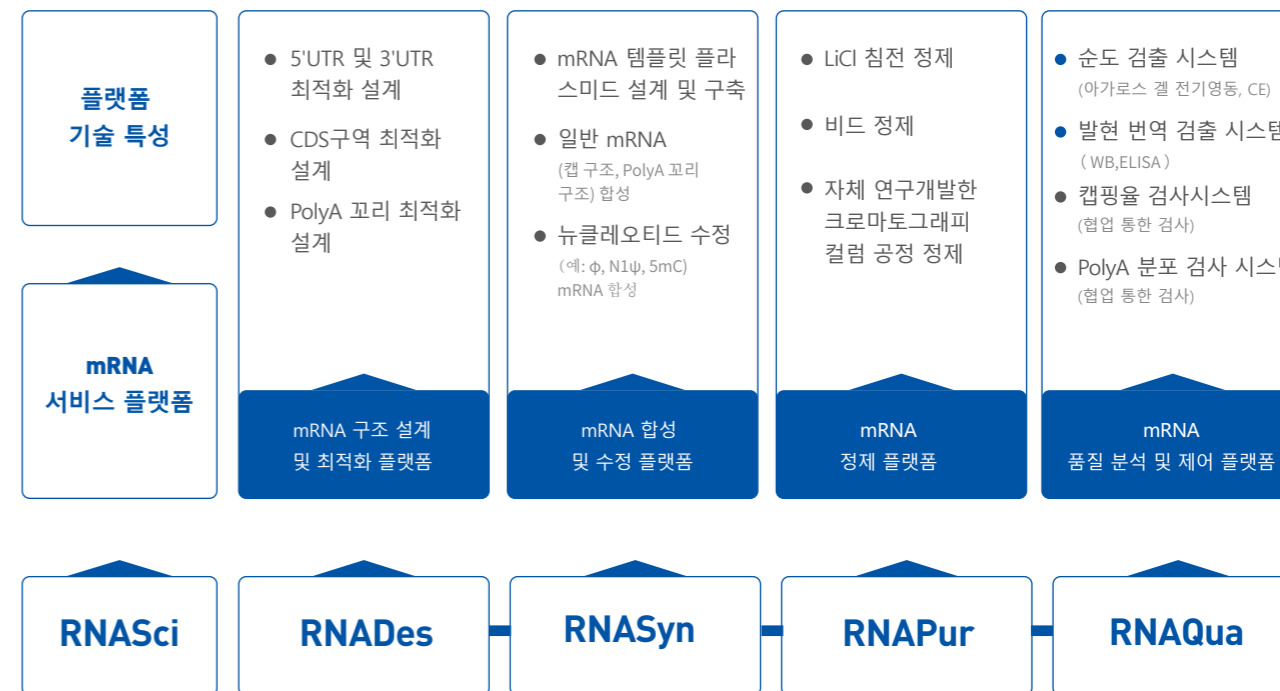 플랫폼
기술 특성
● 5'UTR 및 3'UTR
최적화 설계
● CDS구역 최적화
설계
● PolyA 꼬리 최적화
설계
● mRNA 템플릿 플라
스미드 설계 및 구축
● 일반 mRNA
(캡 구조, PolyA 꼬리
구조) 합성
● 뉴클레오티드 수정
(예: φ, N1ψ, 5mC)
mRNA 합성
● LiCl 침전 정제
● 비드 정제
● 자체 연구개발한
크로마토그래피
컬럼 공정 정제
● 순도 검출 시스템
(아가로스 겔 전기영동, CE)
● 발현 번역 검출 시스템
( WB,ELISA )
● 캡핑율 검사시스템
(협업 통한 검사)
● PolyA 분포 검사 시스템
(협업 통한 검사)
mRNA
서비스 플랫폼
mRNA 구조 설계
및 최적화 플랫폼
mRNA 합성
및 수정 플랫폼
mRNA
정제 플랫폼
mRNA
품질 분석 및 제어 플랫폼
RNASci
RNADes
RNASyn
RNAPur
RNAQua